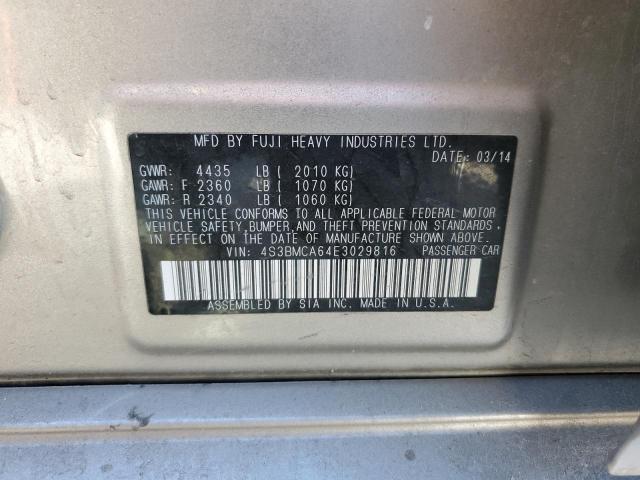 MFD BY FUJI HEAVY INDUSTRIES LTD.
DATE: 03/14
GVWR: 4435 LB ( 2010 KG)
GAWR: F 2360 LB ( 1070 KG)
GAWR: R 2340 LB ( 1060 KG)
THIS VEHICLE CONFORMS TO ALL APPLICABLE FEDERAL MOTOR
VEHICLE SAFETY, BUMPER, AND THEFT PREVENTION STANDARDS
IN EFFECT ON THE DATE OF MANUFACTURE SHOWN ABOVE.
VIN: 4S3BMCA64E3029816 PASSENGER CAR
ASSEMBLED BY SIA INC. MADE IN U.S.A.